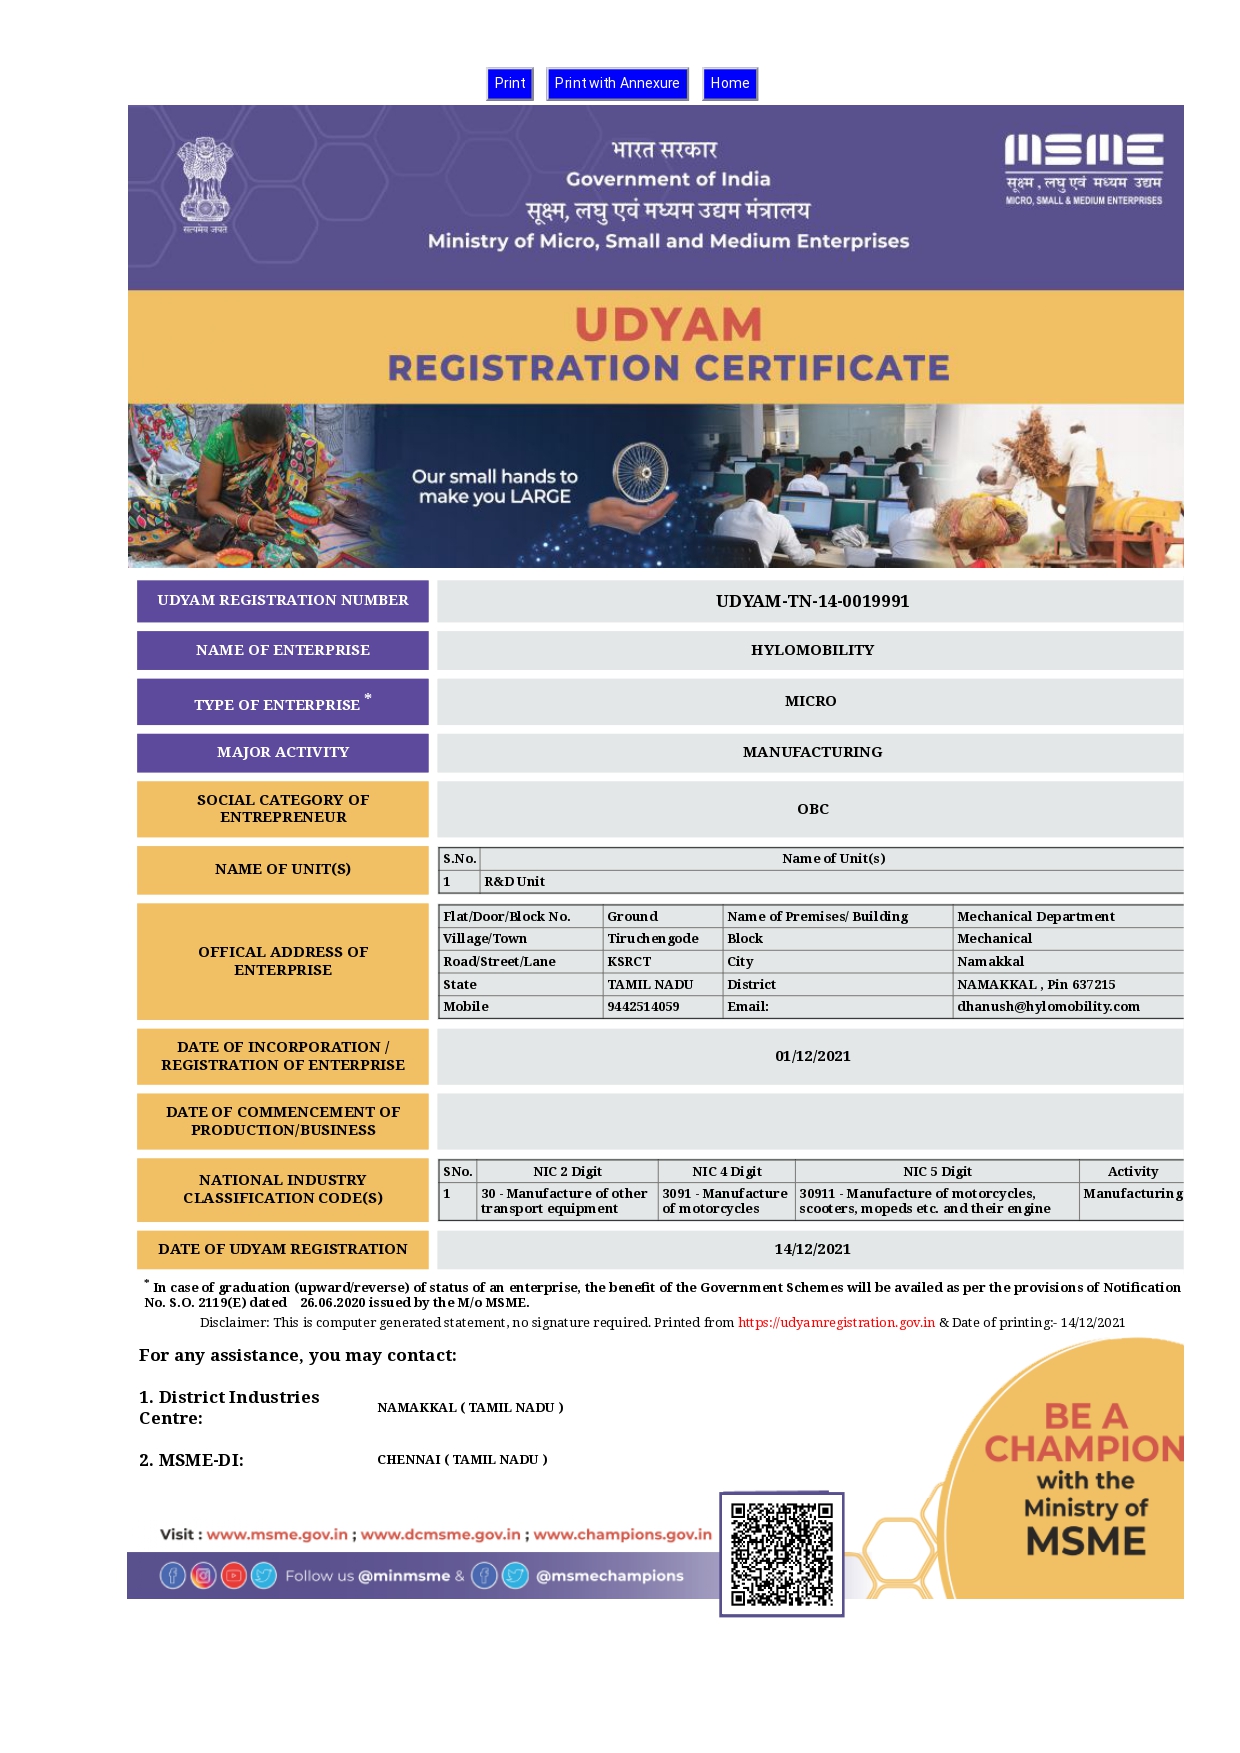 Print Print with Annexure Home
भारत सरकार
Government of India
सूक्ष्म, लघु एवं मध्यम उद्यम मंत्रालय
Ministry of Micro, Small and Medium Enterprises
सत्यमेव जयते
MSME
सूक्ष्म , लघु एवं मध्यम उद्यम
MICRO, SMALL & MEDIUM ENTERPRISES
UDYAM
REGISTRATION CERTIFICATE
Our small hands to
make you LARGE
UDYAM REGISTRATION NUMBER UDYAM-TN-14-0019991
NAME OF ENTERPRISE HYLOMOBILITY
TYPE OF ENTERPRISE * MICRO
MAJOR ACTIVITY MANUFACTURING
SOCIAL CATEGORY OF
ENTREPRENEUR
OBC
NAME OF UNIT(S)
S.No. Name of Unit(s)
1 R&D Unit
OFFICAL ADDRESS OF
ENTERPRISE
Flat/Door/Block No. Ground Name of Premises/ Building Mechanical Department
Village/Town Tiruchengode Block Mechanical
Road/Street/Lane KSRCT City Namakkal
State TAMIL NADU District NAMAKKAL , Pin 637215
Mobile 9442514059 Email: dhanush@hylomobility.com
DATE OF INCORPORATION /
REGISTRATION OF ENTERPRISE
01/12/2021
DATE OF COMMENCEMENT OF
PRODUCTION/BUSINESS
NATIONAL INDUSTRY
CLASSIFICATION CODE(S)
SNo. NIC 2 Digit NIC 4 Digit NIC 5 Digit Activity
1 30 - Manufacture of other 3091 - Manufacture 30911 - Manufacture of motorcycles, Manufacturing
transport equipment of motorcycles scooters, mopeds etc. and their engine
DATE OF UDYAM REGISTRATION 14/12/2021
* In case of graduation (upward/reverse) of status of an enterprise, the benefit of the Government Schemes will be availed as per the provisions of Notification
No. S.O. 2119(E) dated 26.06.2020 issued by the M/o MSME.
Disclaimer: This is computer generated statement, no signature required. Printed from https://udyamregistration.gov.in & Date of printing:- 14/12/2021
For any assistance, you may contact:
1. District Industries
Centre:
NAMAKKAL ( TAMIL NADU )
2. MSME-DI: CHENNAI ( TAMIL NADU )
BE A
CHAMPION
with the
Ministry of
MSME
Visit : www.msme.gov.in ; www.dcmsme.gov.in ; www.champions.gov.in
Follow us @minmsme & @msmechampions